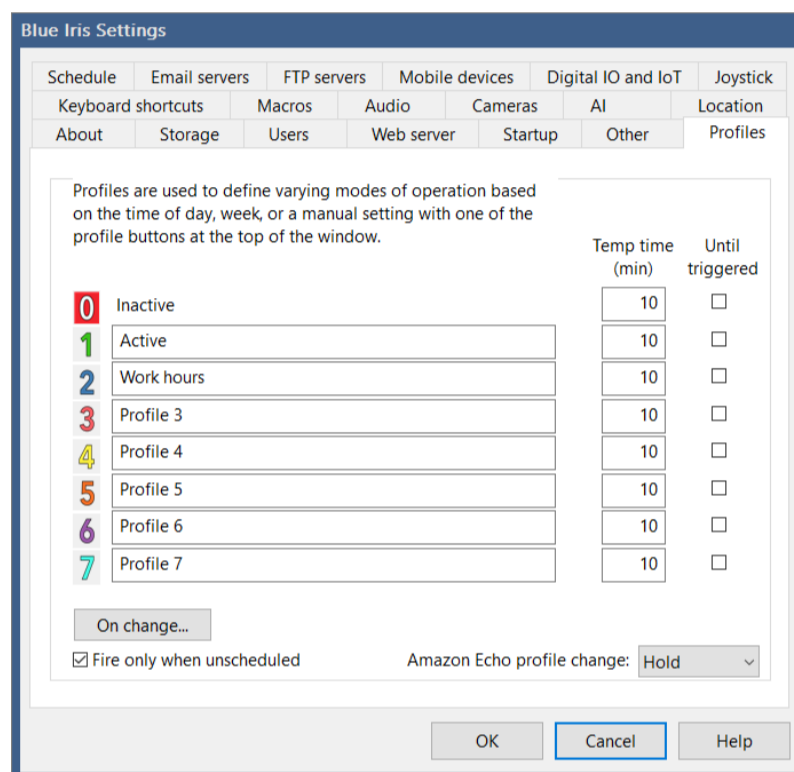 Blue Iris Settings
Schedule Email servers FTP servers Mobile devices Digital IO and IoT Joystick
Keyboard shortcuts Macros Audio Cameras AI Location
About Storage Users Web server Startup Other Profiles
Profiles are used to define varying modes of operation based
on the time of day, week, or a manual setting with one of the
profile buttons at the top of the window.
Temp time Until
(min) triggered
0 Inactive 10
1 Active 10
2 Work hours 10
3 Profile 3 10
4 Profile 4 10
5 Profile 5 10
6 Profile 6 10
7 Profile 7 10
On change...
Fire only when unscheduled Amazon Echo profile change: Hold
OK Cancel Help